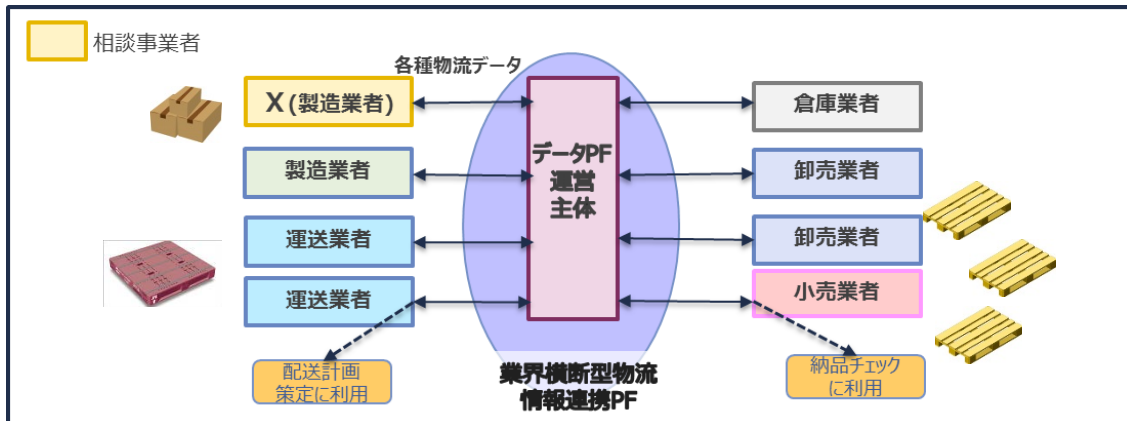 相談事業者
各種物流データ
X(製造業者)
製造業者
運送業者
運送業者
データPF
運営
主体
倉庫業者
卸売業者
卸売業者
小売業者
配送計画
策定に利用
業界横断型物流
情報連携PF
納品チェック
に利用